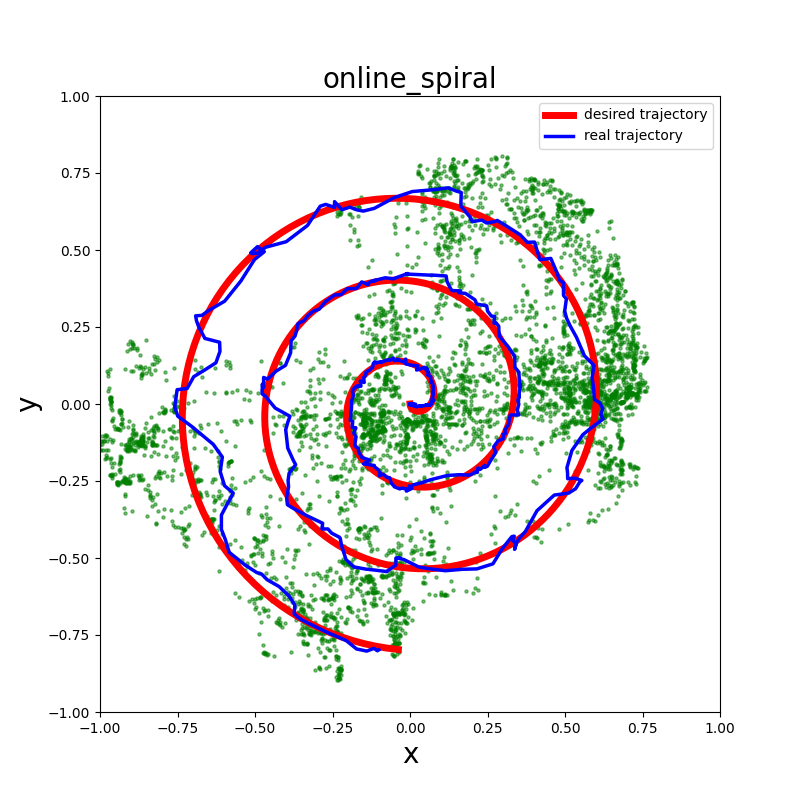 online_spiral
desired trajectory
real trajectory
1.00
0.75
0.50
0.25
0.00
−0.25
−0.50
−0.75
−1.00
y
−1.00 −0.75 −0.50 −0.25 0.00 0.25 0.50 0.75 1.00
x